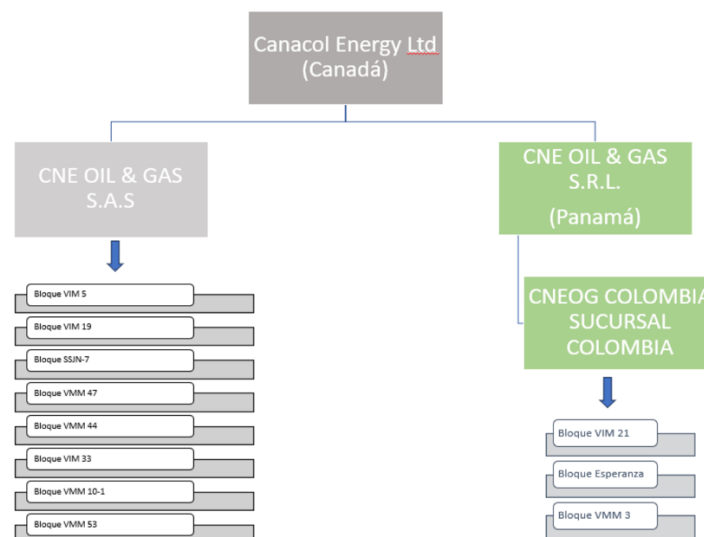 Canacol Energy Ltd
(Canadá)
CNE OIL & GAS
S.A.S
CNE OIL & GAS
S.R.L.
(Panamá)
CNEOG COLOMBIA
SUCURSAL
COLOMBIA
Bloque VIM 5
Bloque VIM 19
Bloque SSJN-7
Bloque VMM 47
Bloque VMM 44
Bloque VIM 33
Bloque VMM 10-1
Bloque VMM 53
Bloque VIM 21
Bloque Esperanza
Bloque VMM 3